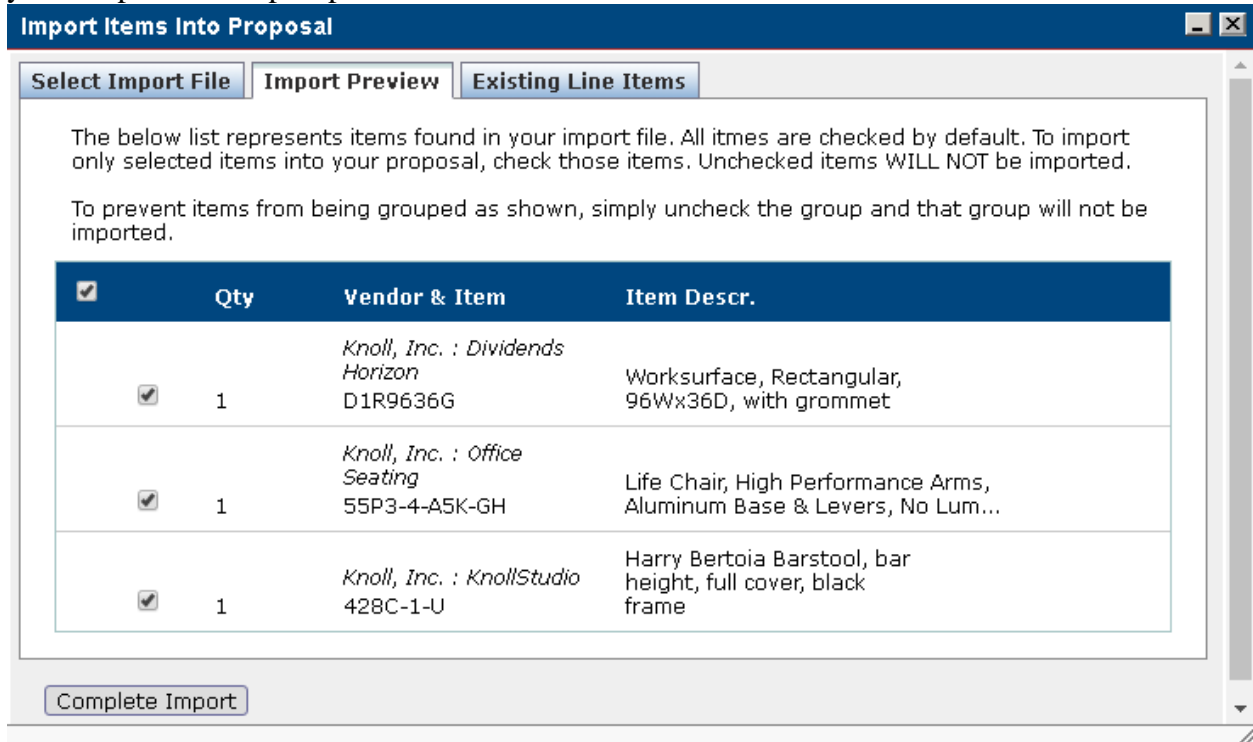 Import Items Into Proposal
Select Import File Import Preview Existing Line Items
The below list represents items found in your import file. All itmes are checked by default. To import
only selected items into your proposal, check those items. Unchecked items WILL NOT be imported.
To prevent items from being grouped as shown, simply uncheck the group and that group will not be
imported.
Qty Vendor & Item Item Descr.
Knoll, Inc. : Dividends
Horizon
D1R9636G
1
Worksurface, Rectangular,
96Wx36D, with grommet
Knoll, Inc. : Office
Seating
55P3-4-A5K-GH
1
Life Chair, High Performance Arms,
Aluminum Base & Levers, No Lum...
Knoll, Inc. : KnollStudio
428C-1-U
1
Harry Bertoia Barstool, bar
height, full cover, black
frame
Complete Import